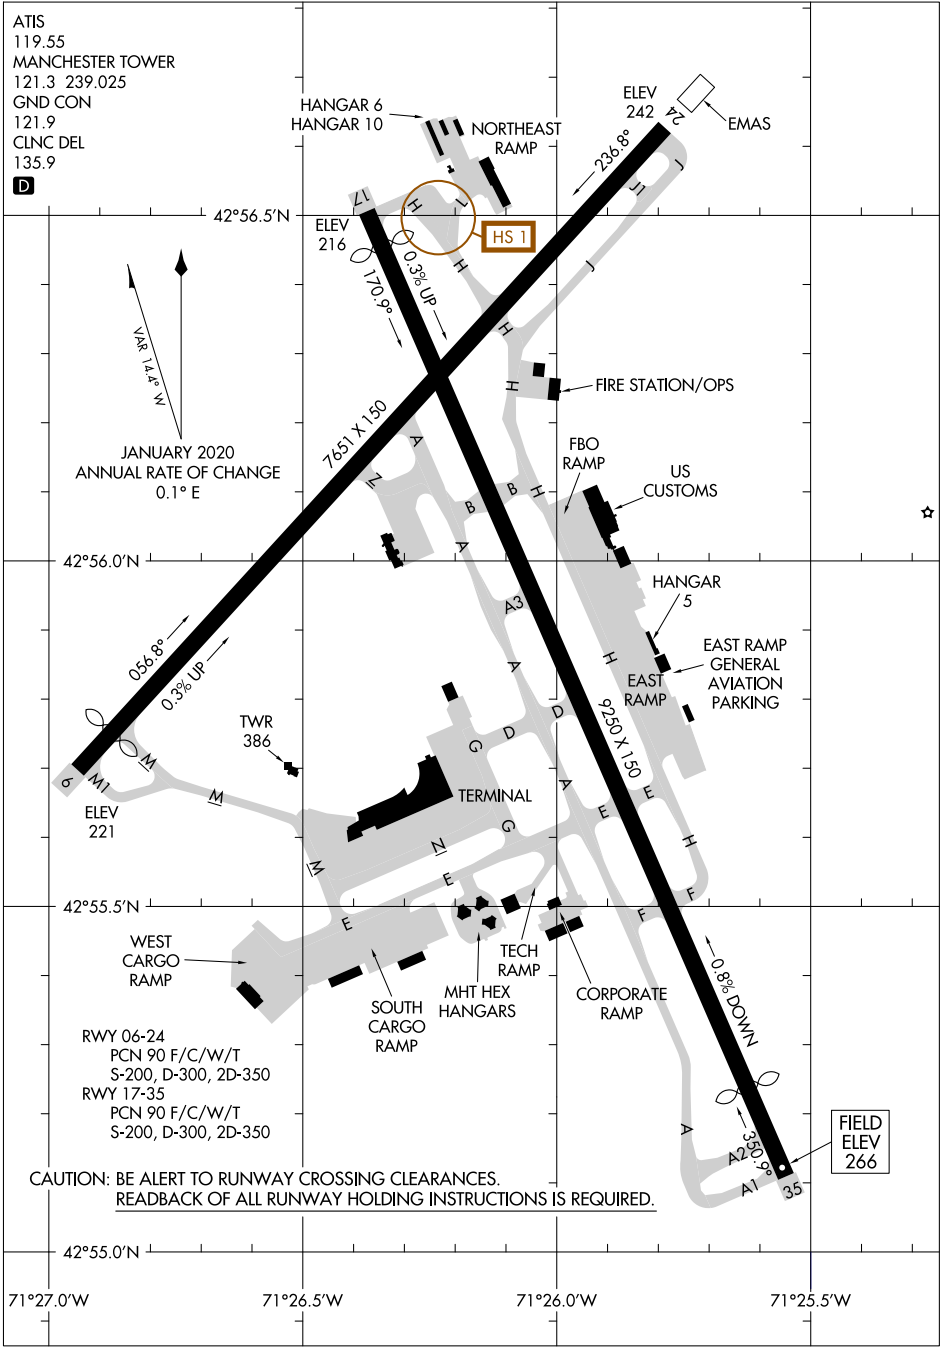 ATIS
119.55
MANCHESTER TOWER
121.3 239.025
GND CON
121.9
CLNC DEL
135.9
D
HANGAR 6
HANGAR 10
NORTHEAST
RAMP
ELEV
242
24
EMAS
236.8°
J
J1
J
17
H
L
42°56.5'N
ELEV
216
HS 1
H
0.3% UP
170.9°
H
VAR 14.4° W
H
FIRE STATION/OPS
7651 X 150
A
JANUARY 2020
ANNUAL RATE OF CHANGE
0.1° E
FBO
RAMP
US
CUSTOMS
N
B
B
H
A
42°56.0'N
HANGAR
5
A3
056.8°
0.3% UP
H
EAST RAMP
GENERAL
AVIATION
PARKING
A
EAST
RAMP
TWR
386
D
D
9250 X 150
G
M
6
M1
M
ELEV
221
TERMINAL
A
E
E
G
N
H
M
E
F
F
42°55.5'N
E
WEST
CARGO
RAMP
TECH
RAMP
0.8% DOWN
MHT HEX
HANGARS
CORPORATE
RAMP
SOUTH
CARGO
RAMP
RWY 06-24
PCN 90 F/C/W/T
S-200, D-300, 2D-350
RWY 17-35
PCN 90 F/C/W/T
S-200, D-300, 2D-350
A
350.9°
A2
A1
35
FIELD
ELEV
266
CAUTION: BE ALERT TO RUNWAY CROSSING CLEARANCES.
READBACK OF ALL RUNWAY HOLDING INSTRUCTIONS IS REQUIRED.
42°55.0'N
71°27.0'W
71°26.5'W
71°26.0'W
71°25.5'W